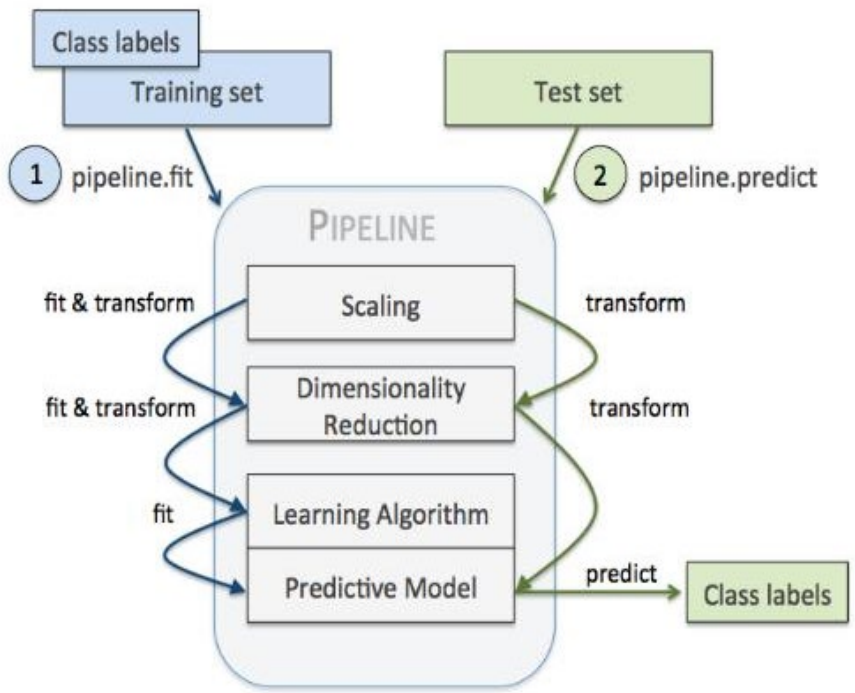 Class labels
Training set
Test set
1 pipeline.fit
2 pipeline.predict
PIPELINE
fit & transform
Scaling
transform
fit & transform
Dimensionality
Reduction
transform
fit
Learning Algorithm
Predictive Model
predict
Class labels